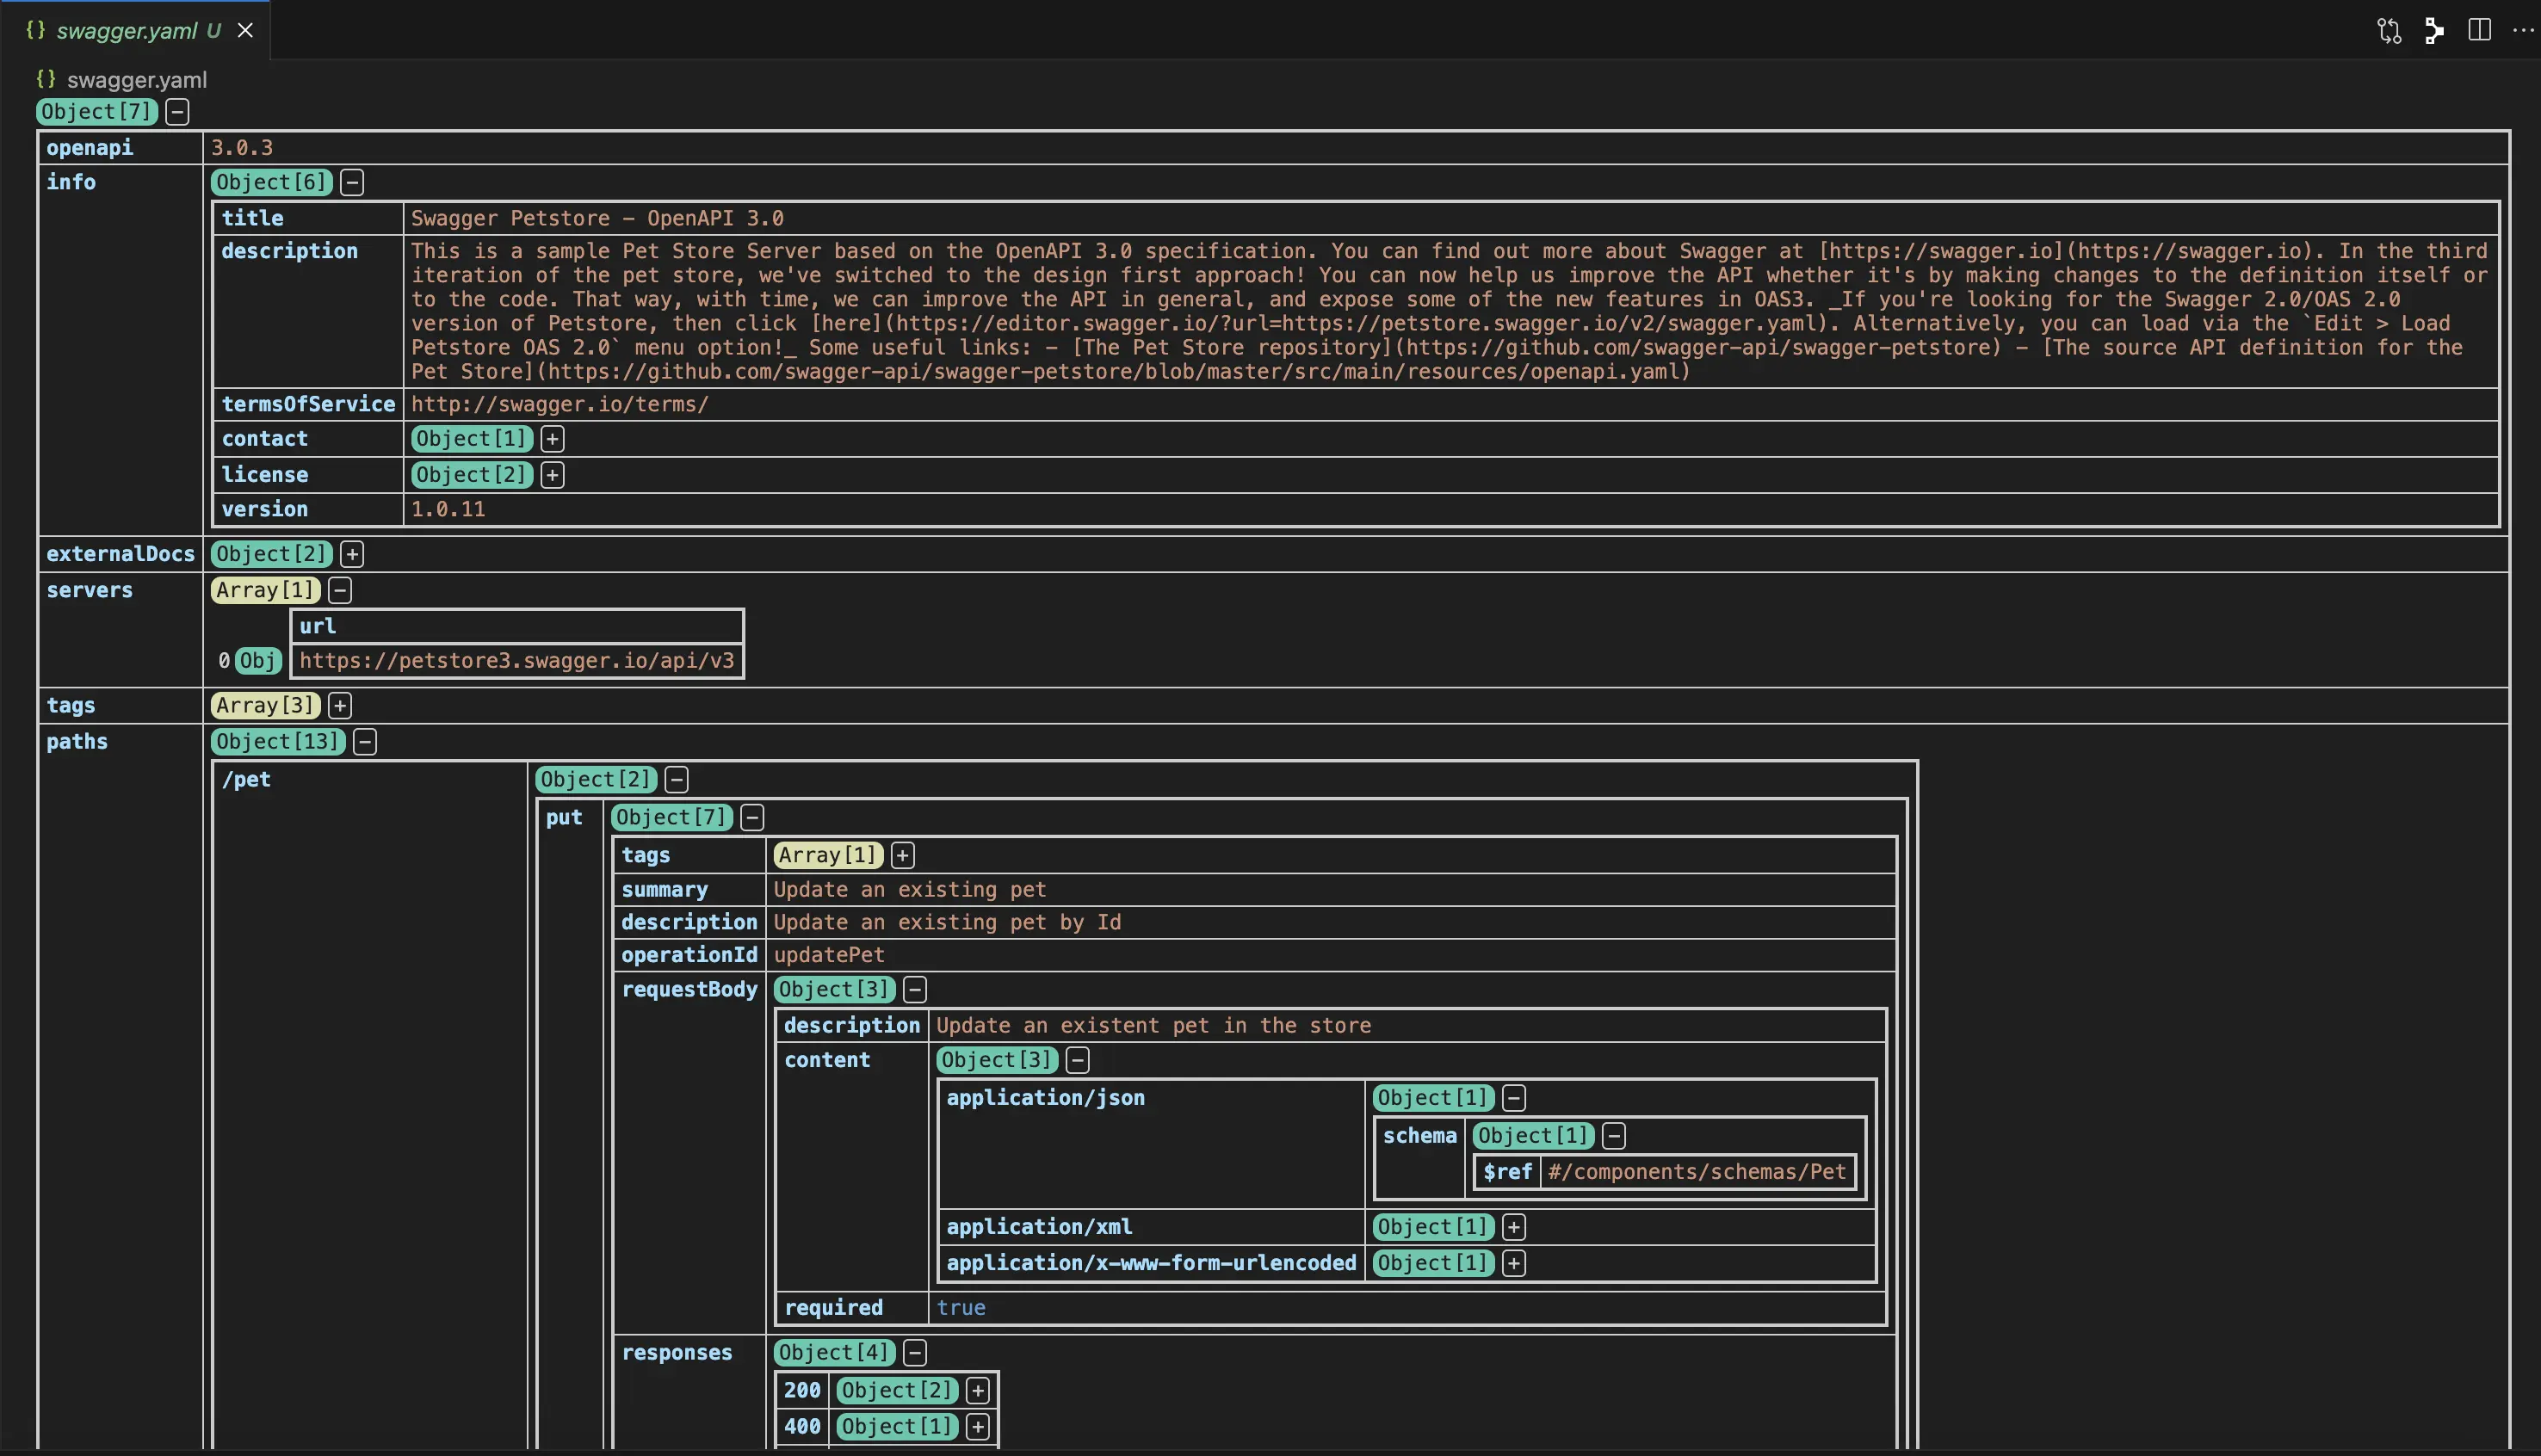 {} swagger.yaml U ×
{} swagger.yaml
Object[7] −
openapi 3.0.3
info Object[6] −
title Swagger Petstore – OpenAPI 3.0
description This is a sample Pet Store Server based on the OpenAPI 3.0 specification. You can find out more about Swagger at [https://swagger.io](https://swagger.io). In the third
iteration of the pet store, we've switched to the design first approach! You can now help us improve the API whether it's by making changes to the definition itself or
to the code. That way, with time, we can improve the API in general, and expose some of the new features in OAS3. _If you're looking for the Swagger 2.0/OAS 2.0
version of Petstore, then click [here](https://editor.swagger.io/?url=https://petstore.swagger.io/v2/swagger.yaml). Alternatively, you can load via the `Edit > Load
Petstore OAS 2.0` menu option!_ Some useful links: – [The Pet Store repository](https://github.com/swagger-api/swagger-petstore) – [The source API definition for the
Pet Store](https://github.com/swagger-api/swagger-petstore/blob/master/src/main/resources/openapi.yaml)
termsOfService http://swagger.io/terms/
contact Object[1] +
license Object[2] +
version 1.0.11
externalDocs Object[2] +
servers Array[1] −
url
0 Obj https://petstore3.swagger.io/api/v3
tags Array[3] +
paths Object[13] −
/pet Object[2] −
put Object[7] −
tags Array[1] +
summary Update an existing pet
description Update an existing pet by Id
operationId updatePet
requestBody Object[3] −
description Update an existent pet in the store
content Object[3] −
application/json Object[1] −
schema Object[1] −
$ref #/components/schemas/Pet
application/xml Object[1] +
application/x-www-form-urlencoded Object[1] +
required true
responses Object[4] −
200 Object[2] +
400 Object[1] +